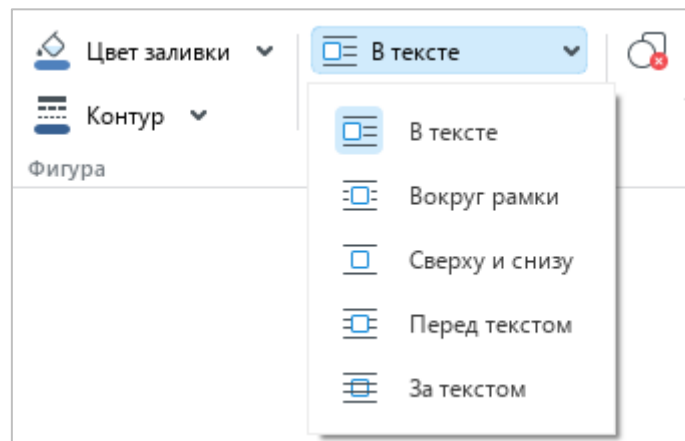 Цвет заливки
В тексте
Контур
Фигура
В тексте
Вокруг рамки
Сверху и снизу
Перед текстом
За текстом